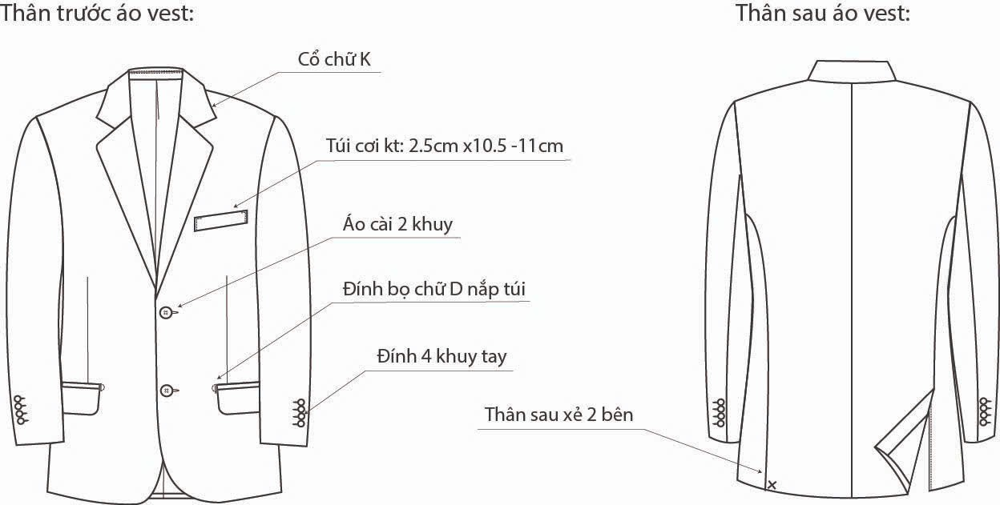 Thân trước áo vest:
Thân sau áo vest:
Cổ chữ K
Túi cơi kt: 2.5cm x10.5 -11cm
Áo cài 2 khuy
Đính bọ chữ D nắp túi
Đính 4 khuy tay
Thân sau xẻ 2 bên